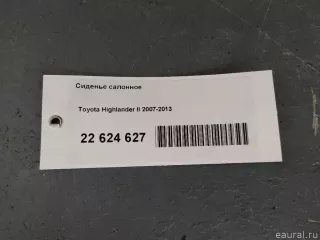 Сиденье салонное
Toyota Highlander II 2007-2013
22 624 627
eaural.ru